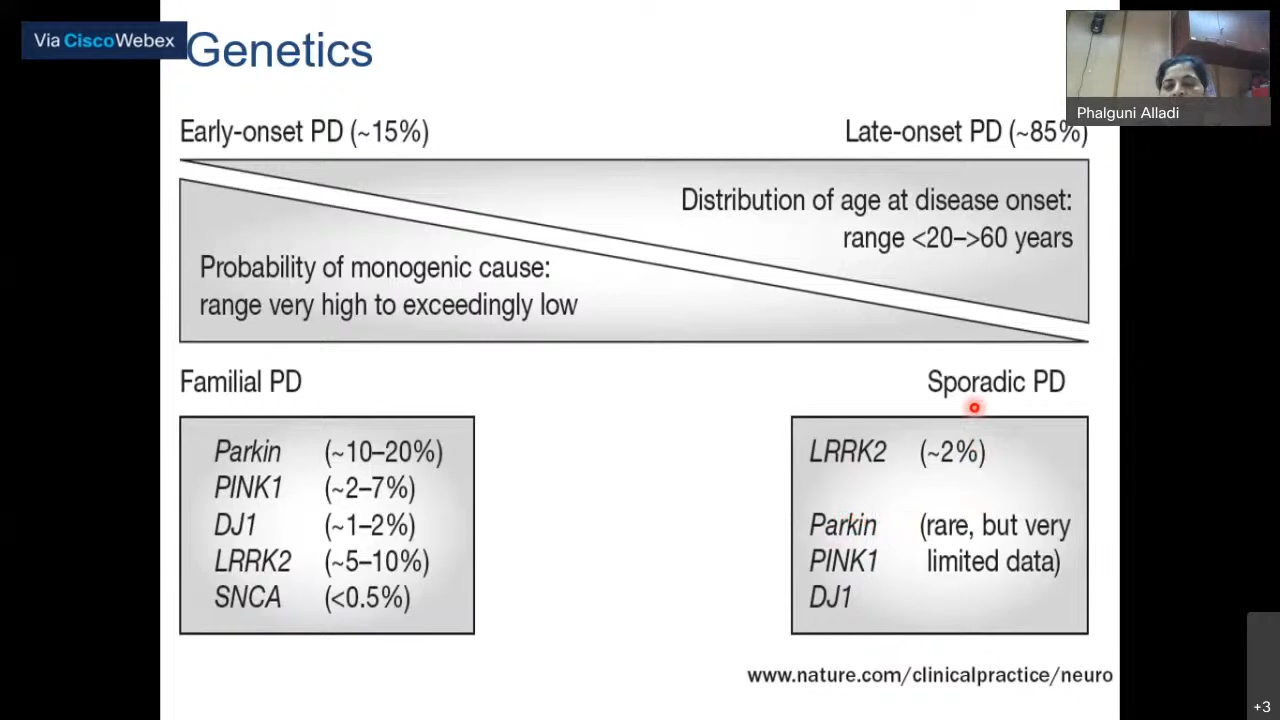 Via CiscoWebex
Genetics
Phalguni Alladi
Early-onset PD (~15%)
Late-onset PD (~85%)
Distribution of age at disease onset:
range <20–>60 years
Probability of monogenic cause:
range very high to exceedingly low
Familial PD
Sporadic PD
Parkin (~10–20%)
PINK1 (~2–7%)
DJ1 (~1–2%)
LRRK2 (~5–10%)
SNCA (<0.5%)
LRRK2 (~2%)
Parkin (rare, but very
PINK1 limited data)
DJ1
www.nature.com/clinicalpractice/neuro
+3